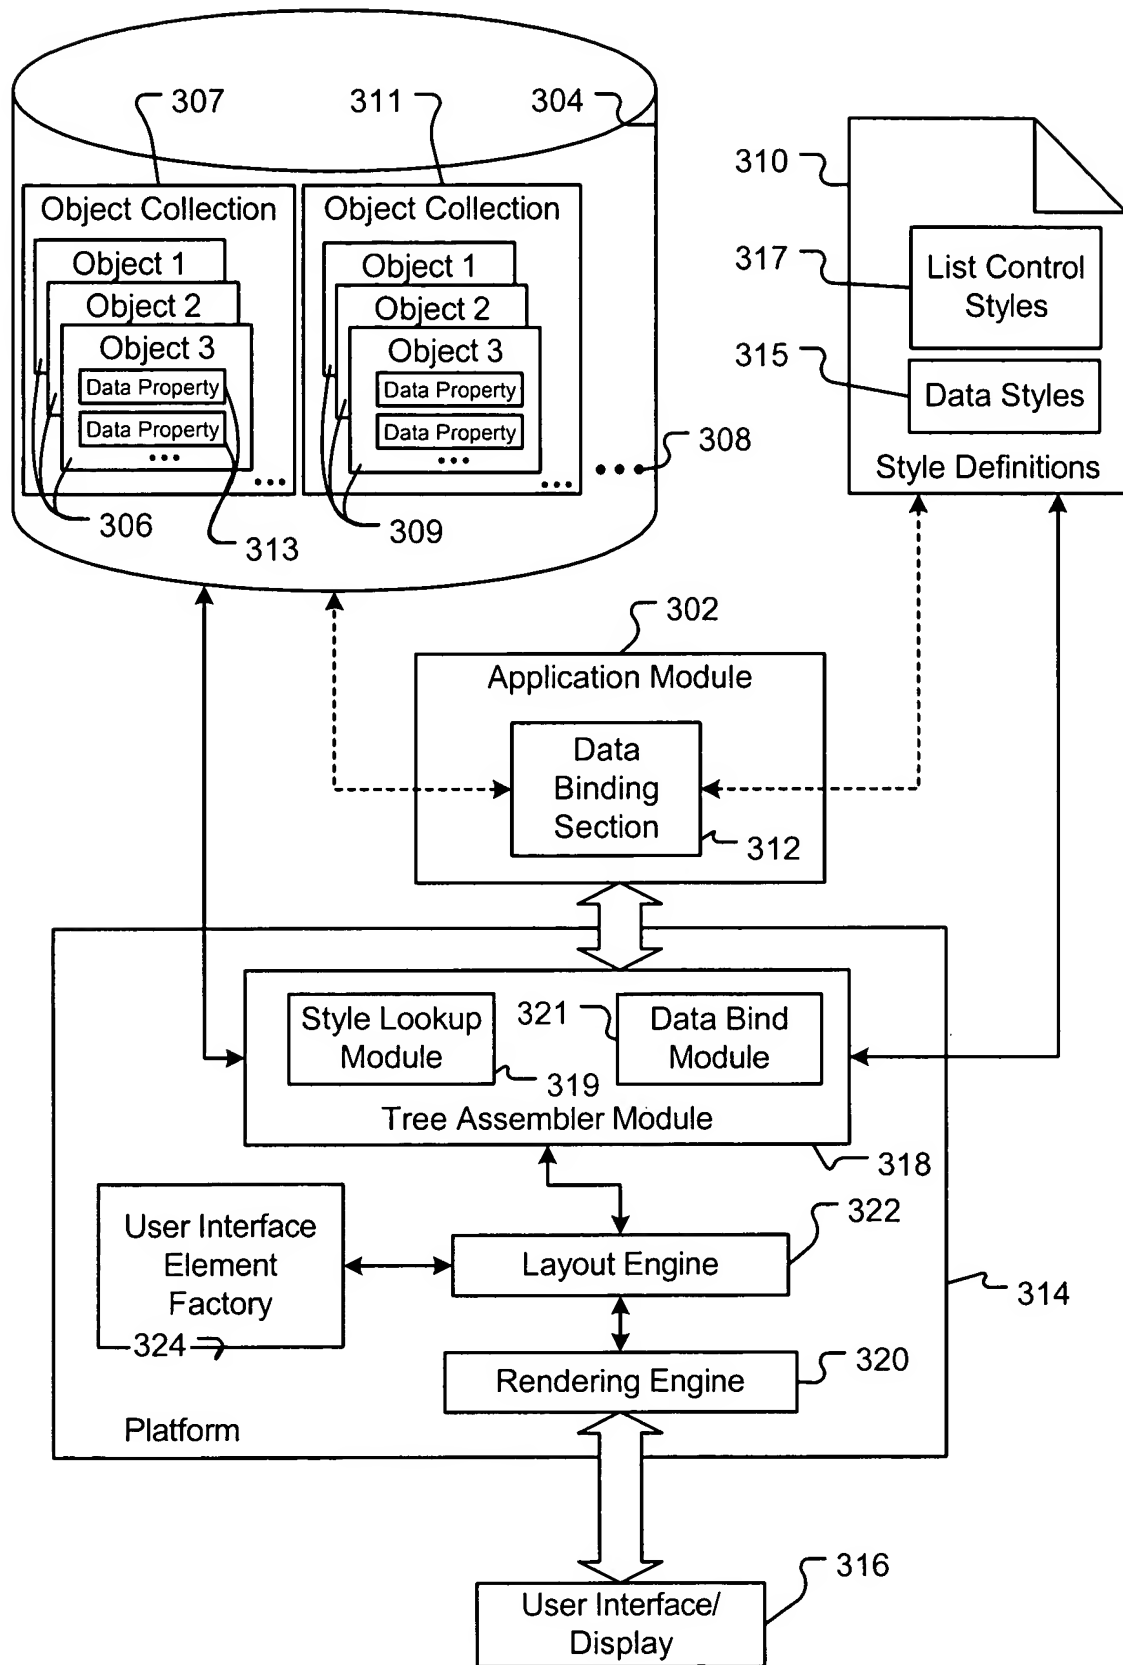 307
311
304
Object Collection
Object 1
Object 2
Object 3
Data Property
Data Property
...
...
306
313
Object Collection
Object 1
Object 2
Object 3
Data Property
Data Property
...
...
309
... 308
310
317
List Control
Styles
315
Data Styles
Style Definitions
302
Application Module
Data
Binding
Section
312
Style Lookup
Module
319
321
Data Bind
Module
Tree Assembler Module
318
User Interface
Element
Factory
324
322
Layout Engine
314
320
Rendering Engine
Platform
316
User Interface/
Display